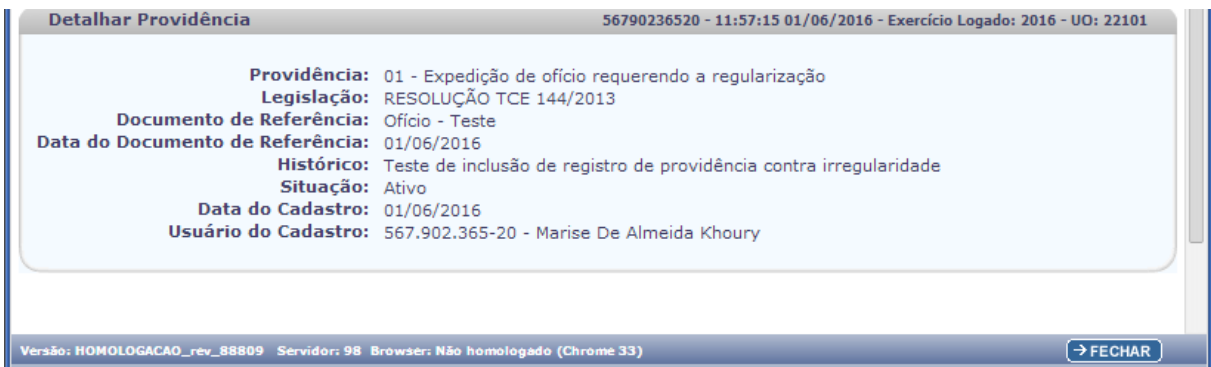 Detalhar Providência 56790236520 - 11:57:15 01/06/2016 - Exercício Logado: 2016 - UO: 22101
Providência: 01 - Expedição de ofício requerendo a regularização
Legislação: RESOLUÇÃO TCE 144/2013
Documento de Referência: Ofício - Teste
Data do Documento de Referência: 01/06/2016
Histórico: Teste de inclusão de registro de providência contra irregularidade
Situação: Ativo
Data do Cadastro: 01/06/2016
Usuário do Cadastro: 567.902.365-20 - Marise De Almeida Khoury
Versão: HOMOLOGACAO_rev_88809 Servidor: 98 Browser: Não homologado (Chrome 33) FECHAR